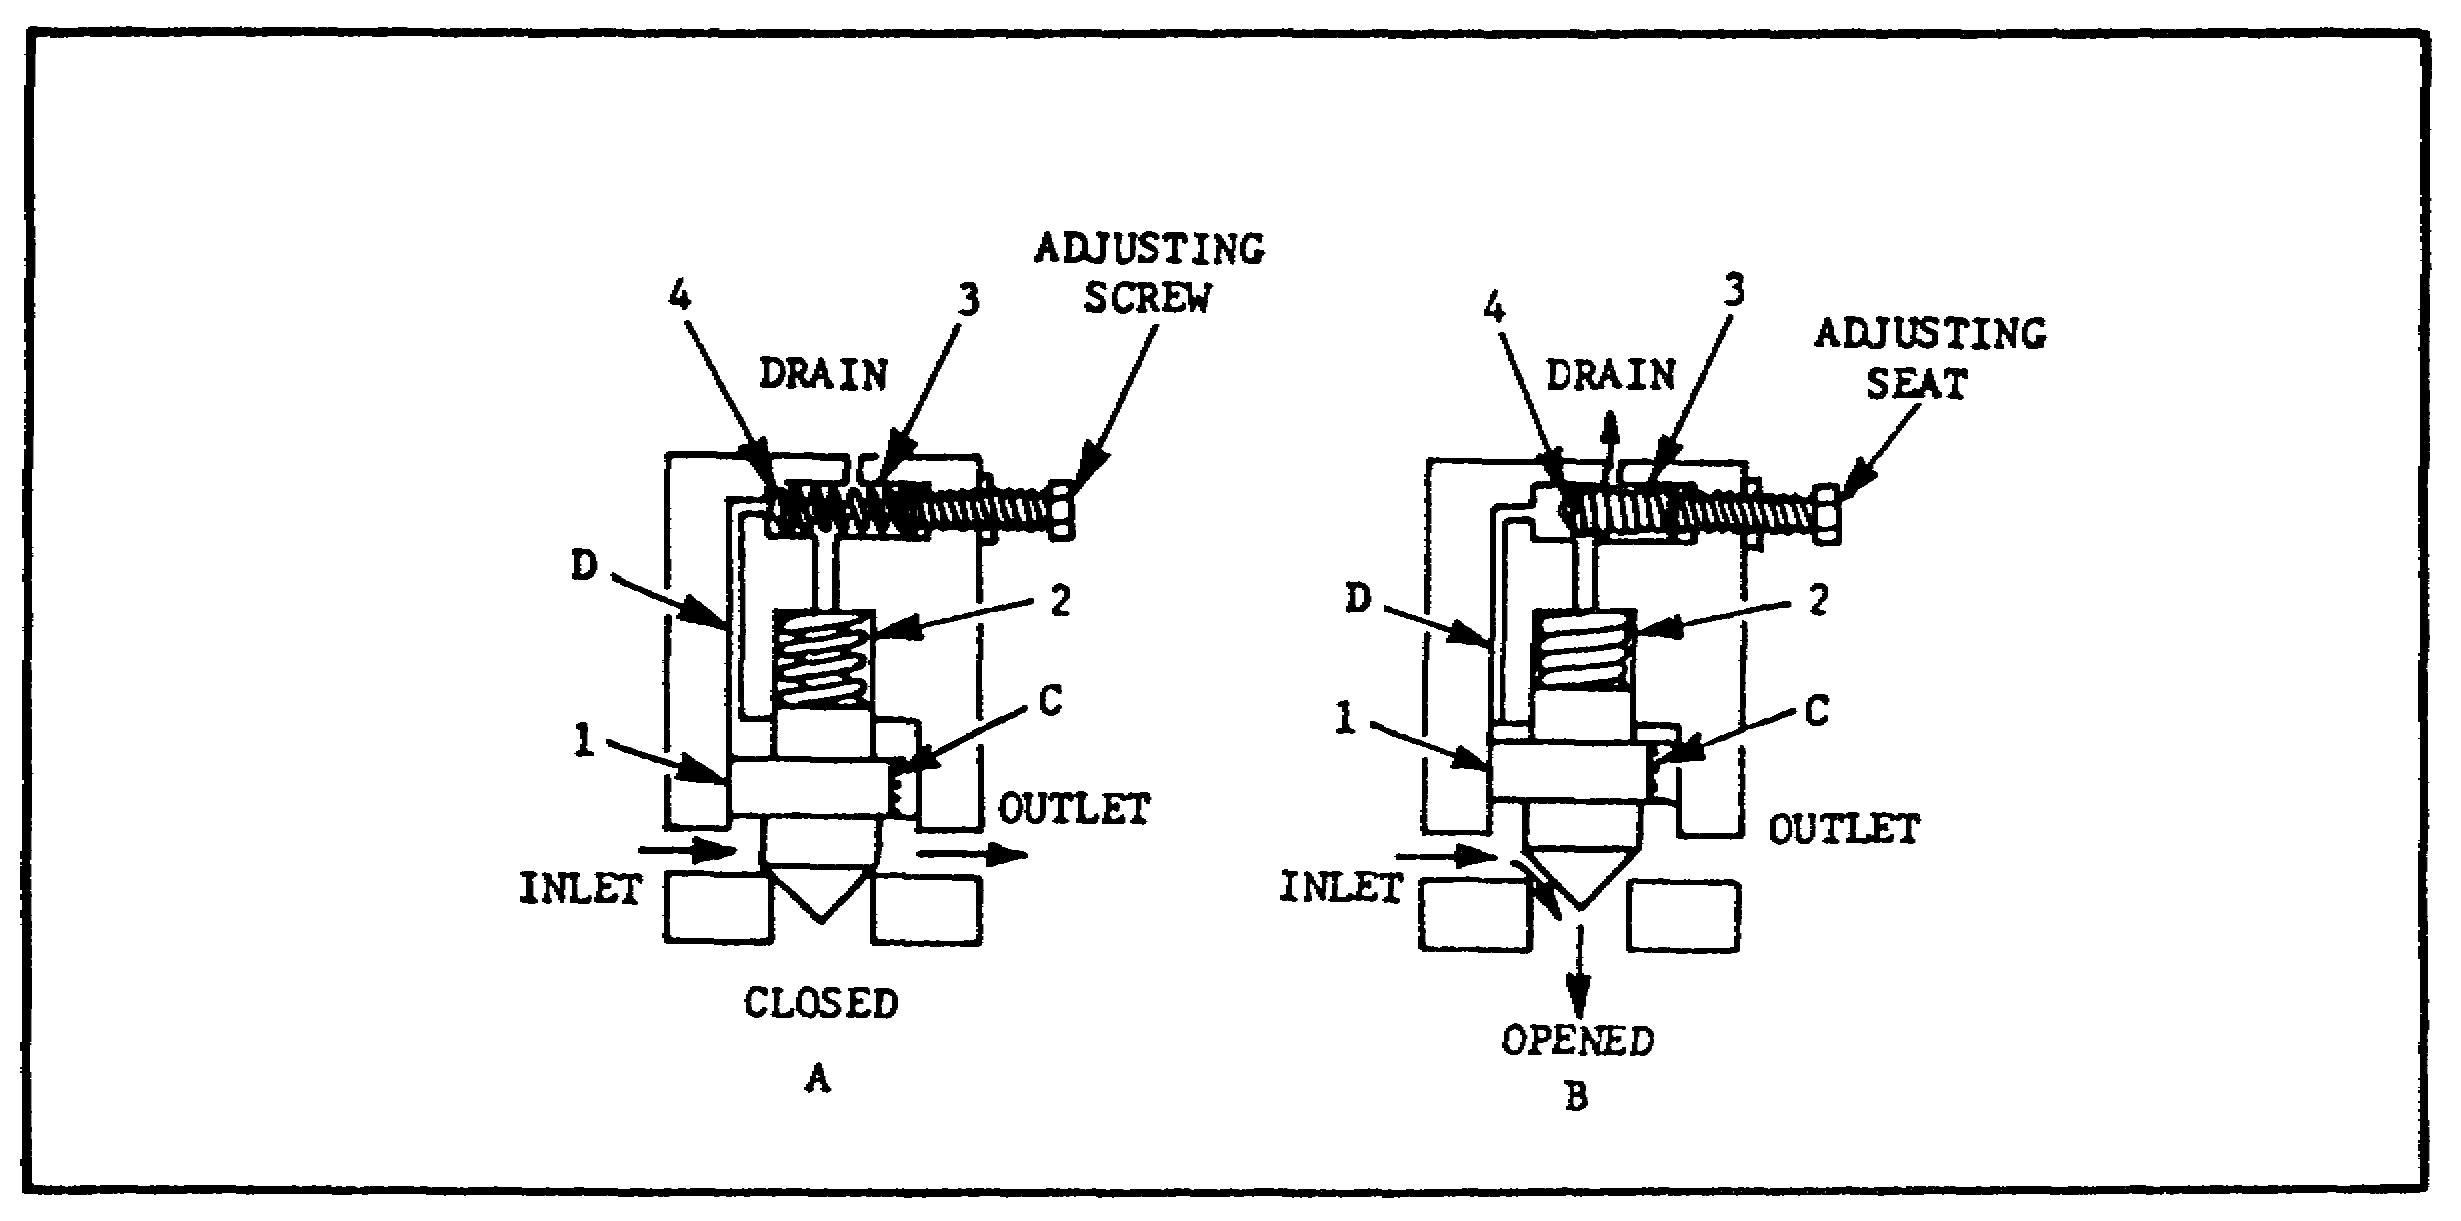 4
3
ADJUSTING
SCREW
DRAIN
D
2
C
1
OUTLET
INLET
CLOSED
A
4
3
ADJUSTING
SEAT
DRAIN
D
2
C
1
OUTLET
INLET
OPENED
B